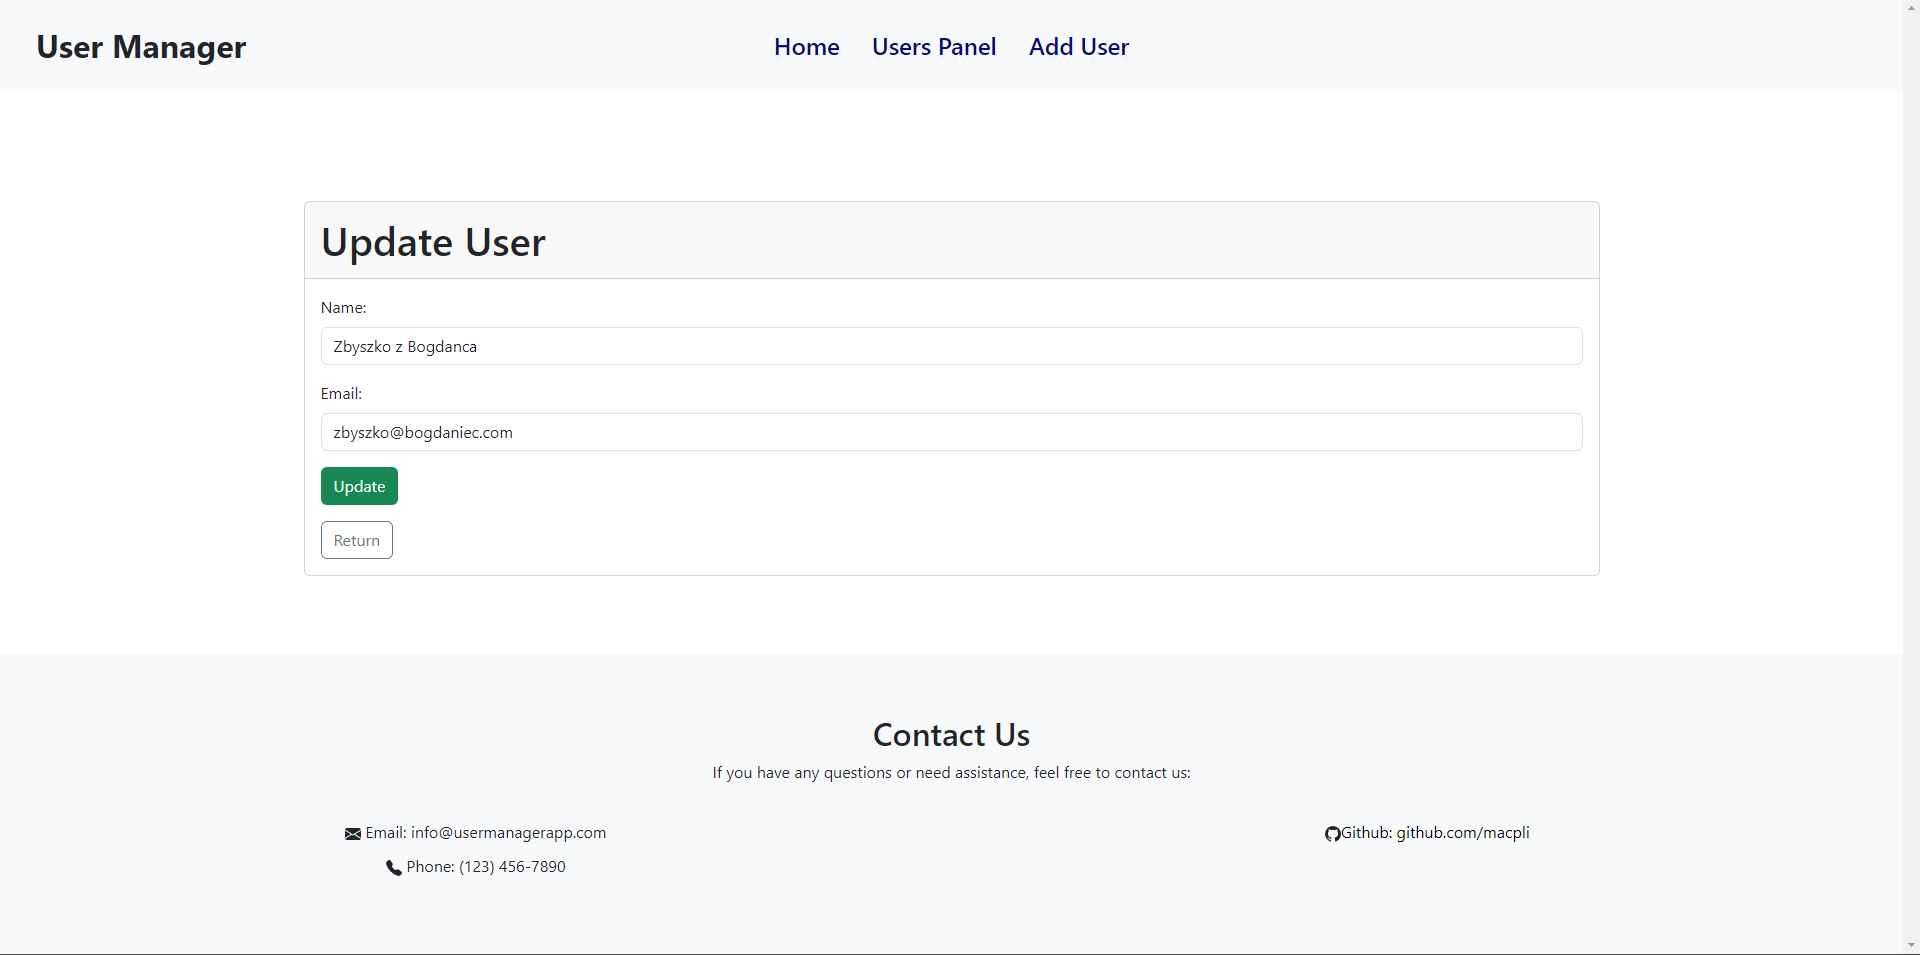 User Manager
Home Users Panel Add User
Update User
Name:
Zbyszko z Bogdanca
Email:
zbyszko@bogdaniec.com
Update
Return
Contact Us
If you have any questions or need assistance, feel free to contact us:
Email: info@usermanagerapp.com
Phone: (123) 456-7890
Github: github.com/macpli